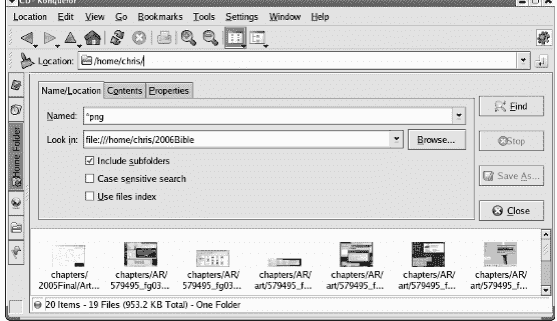 Location Edit View Go Bookmarks Tools Settings Window Help
Location: /home/chris/
Name/Location Contents Properties
Named: *png
Find
Look in: file:///home/chris/2006Bible Browse... Stop
Include subfolders
Case sensitive search
Save As...
Use files index
Close
Home Folder
chapters/ chapters/AR/ chapters/AR/ chapters/AR/ chapters/AR/ chapters/AR/ chapters/AR/
2005Final/Art... 579495_fg03... 579495_fg03... art/579495_f... art/579495_f... art/579495_f... art/579495_f...
20 Items - 19 Files (953.2 KB Total) - One Folder